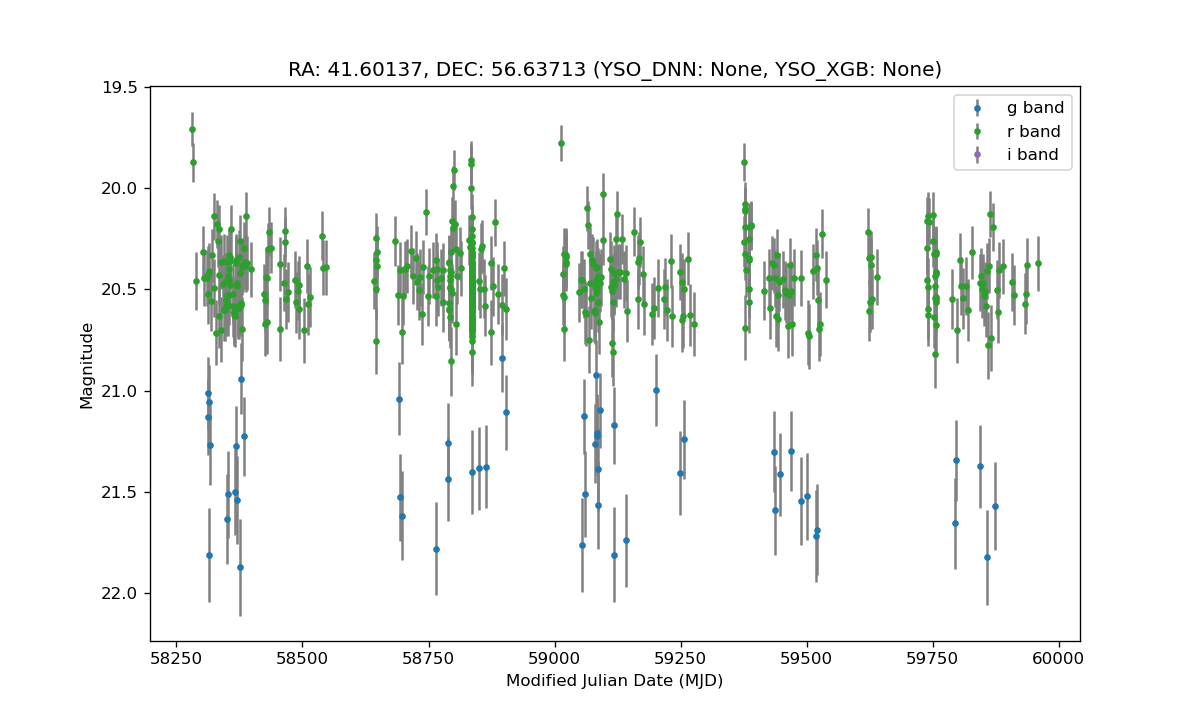 RA: 41.60137, DEC: 56.63713 (YSO_DNN: None, YSO_XGB: None)
19.5
20.0
20.5
21.0
21.5
22.0
Magnitude
g band
r band
i band
58250 58500 58750 59000 59250 59500 59750 60000
Modified Julian Date (MJD)